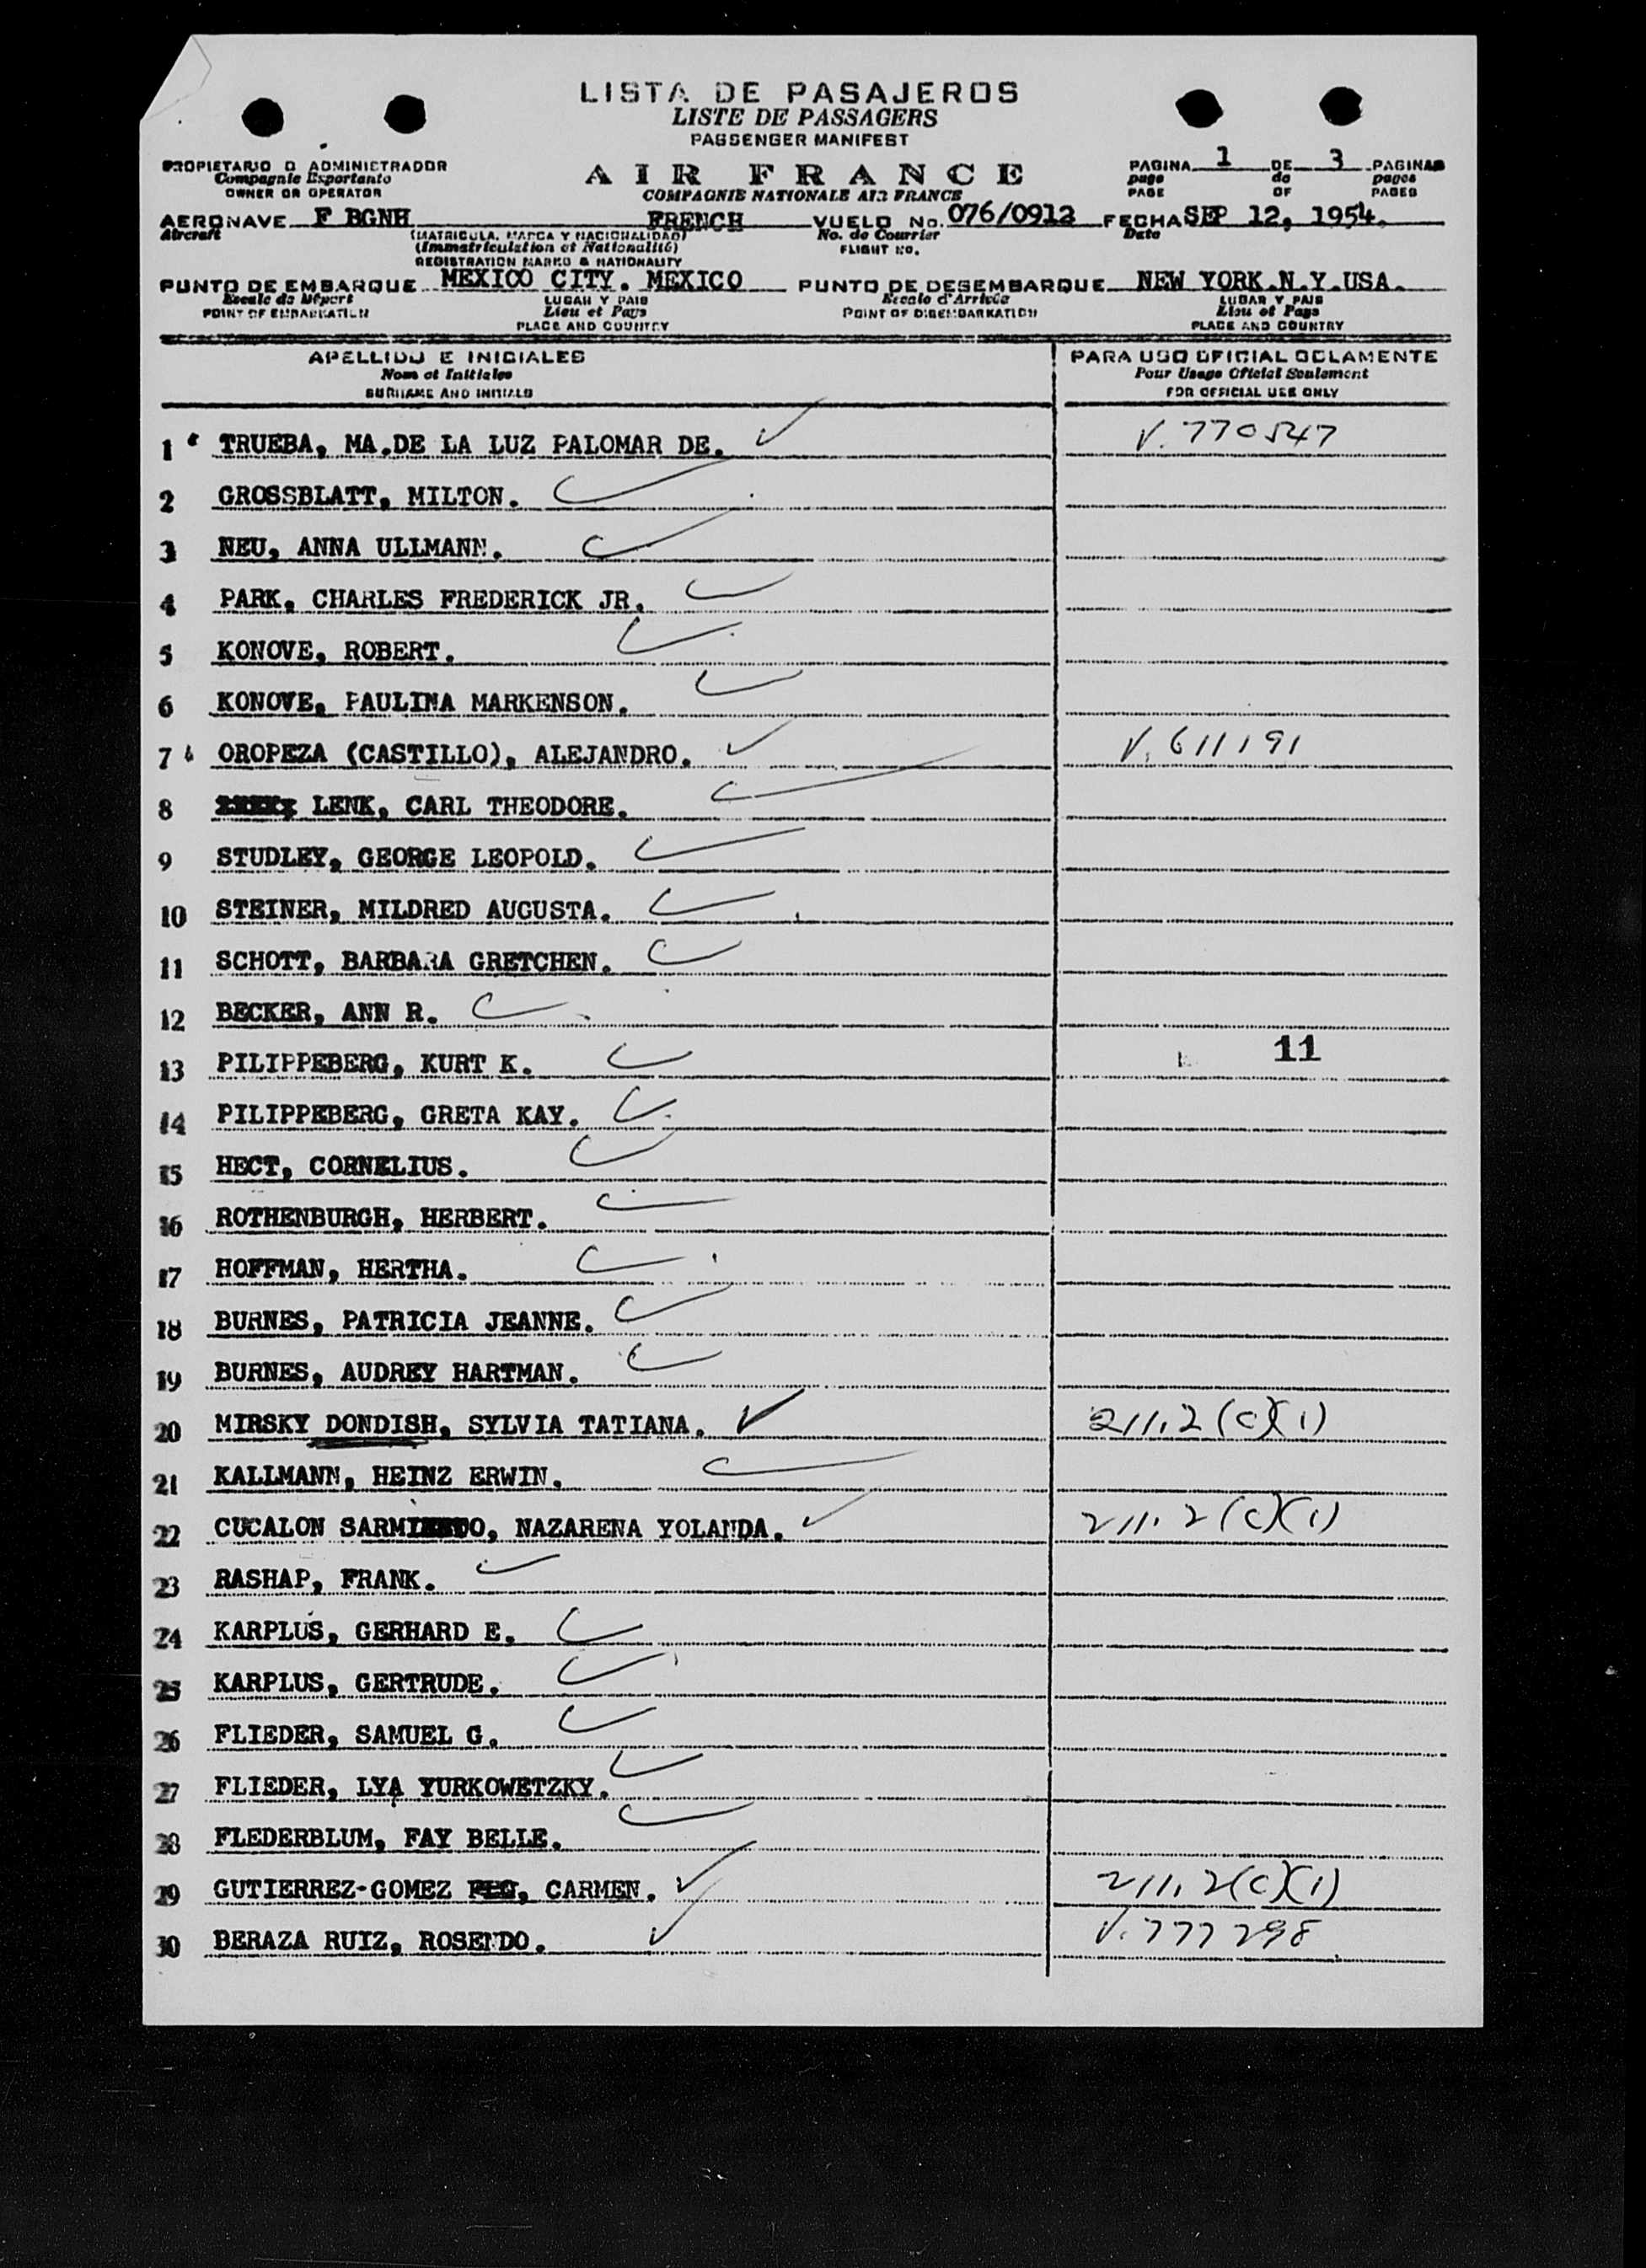 LISTA DE PASAJEROS
LISTE DE PASSAGERS
PASSENGER MANIFEST
PROPIETARIO O ADMINISTRADOR
Compagnie Exportante
OWNER OR OPERATOR
AIR FRANCE
COMPAGNIE NATIONALE AIR FRANCE
PAGINA 1 DE 3 PAGINAS
page de pages
PAGE OF PAGES
AERONAVE F BGNH FRENCH VUELO No. 076/0912 FECHA SEP 12, 1954.
Aircraft (MATRICULA, MARCA Y NACIONALIDAD) No. de Courrier Date
(Immatriculation et Nationalité) FLIGHT NO.
REGISTRATION MARKS & NATIONALITY
PUNTO DE EMBARQUE MEXICO CITY. MEXICO PUNTO DE DESEMBARQUE NEW YORK.N.Y.USA.
Escale de Départ LUGAR Y PAIS Escale d'Arrivée LUGAR Y PAIS
POINT OF EMBARKATION Lieu et Pays POINT OF DISEMBARKATION Lieu et Pays
PLACE AND COUNTRY PLACE AND COUNTRY
APELLIDO E INICIALES PARA USO OFICIAL SOLAMENTE
Nom et Initiales Pour Usage Officiel Seulement
SURNAME AND INITIALS FOR OFFICIAL USE ONLY
1 TRUEBA, MA.DE LA LUZ PALOMAR DE. V. 770547
2 GROSSBLATT, MILTON.
3 NEU, ANNA ULLMANN.
4 PARK, CHARLES FREDERICK JR.
5 KONOVE, ROBERT.
6 KONOVE, PAULINA MARKENSON.
7 OROPEZA (CASTILLO), ALEJANDRO. V. 611191
8 LENK, CARL THEODORE.
9 STUDLEY, GEORGE LEOPOLD.
10 STEINER, MILDRED AUGUSTA.
11 SCHOTT, BARBARA GRETCHEN.
12 BECKER, ANN R.
13 PILIPPEBERG, KURT K. 11
14 PILIPPEBERG, GRETA KAY.
15 HECT, CORNELIUS.
16 ROTHENBURGH, HERBERT.
17 HOFFMAN, HERTHA.
18 BURNES, PATRICIA JEANNE.
19 BURNES, AUDREY HARTMAN.
20 MIRSKY DONDISH, SYLVIA TATIANA. 211.2(c)(1)
21 KALLMANN, HEINZ ERWIN.
22 CUCALON SARMIENTO, NAZARENA YOLANDA. 211.2(c)(1)
23 RASHAP, FRANK.
24 KARPLUS, GERHARD E.
25 KARPLUS, GERTRUDE.
26 FLIEDER, SAMUEL G.
27 FLIEDER, LYA YURKOWETZKY.
28 FLEDERBLUM, FAY BELLE.
29 GUTIERREZ-GOMEZ , CARMEN. 211.2(c)(1)
30 BERAZA RUIZ, ROSENDO. V. 777298